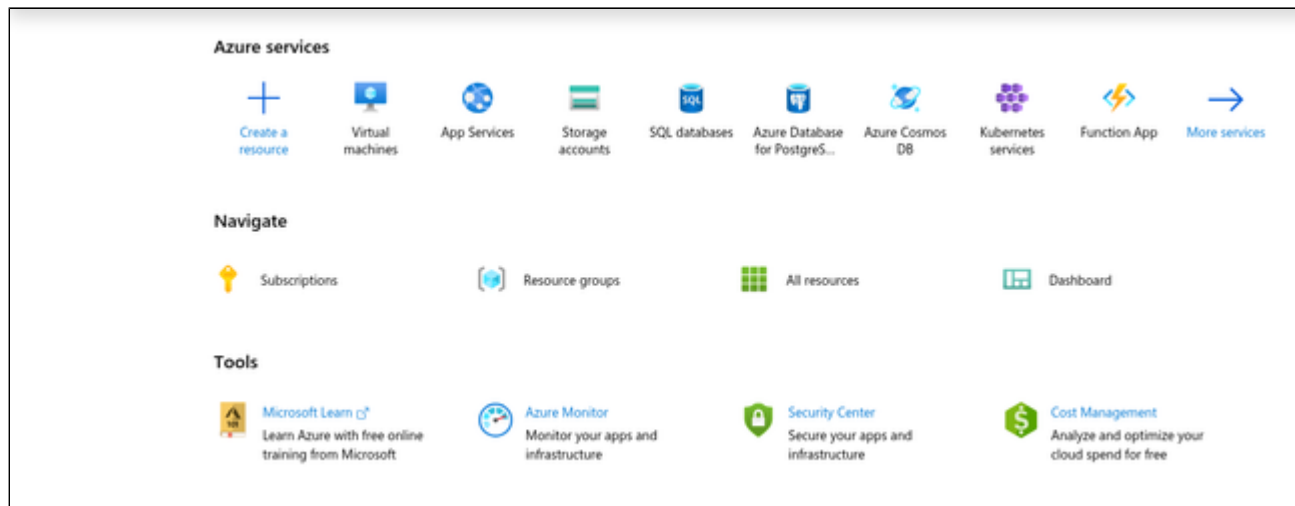 Azure services
Create a
resource
Virtual
machines
App Services
Storage
accounts
SQL
SQL databases
Azure Database
for PostgreS...
Azure Cosmos
DB
Kubernetes
services
Function App
More services
Navigate
Subscriptions
Resource groups
All resources
Dashboard
Tools
Microsoft Learn
Learn Azure with free online
training from Microsoft
Azure Monitor
Monitor your apps and
infrastructure
Security Center
Secure your apps and
infrastructure
$
Cost Management
Analyze and optimize your
cloud spend for free